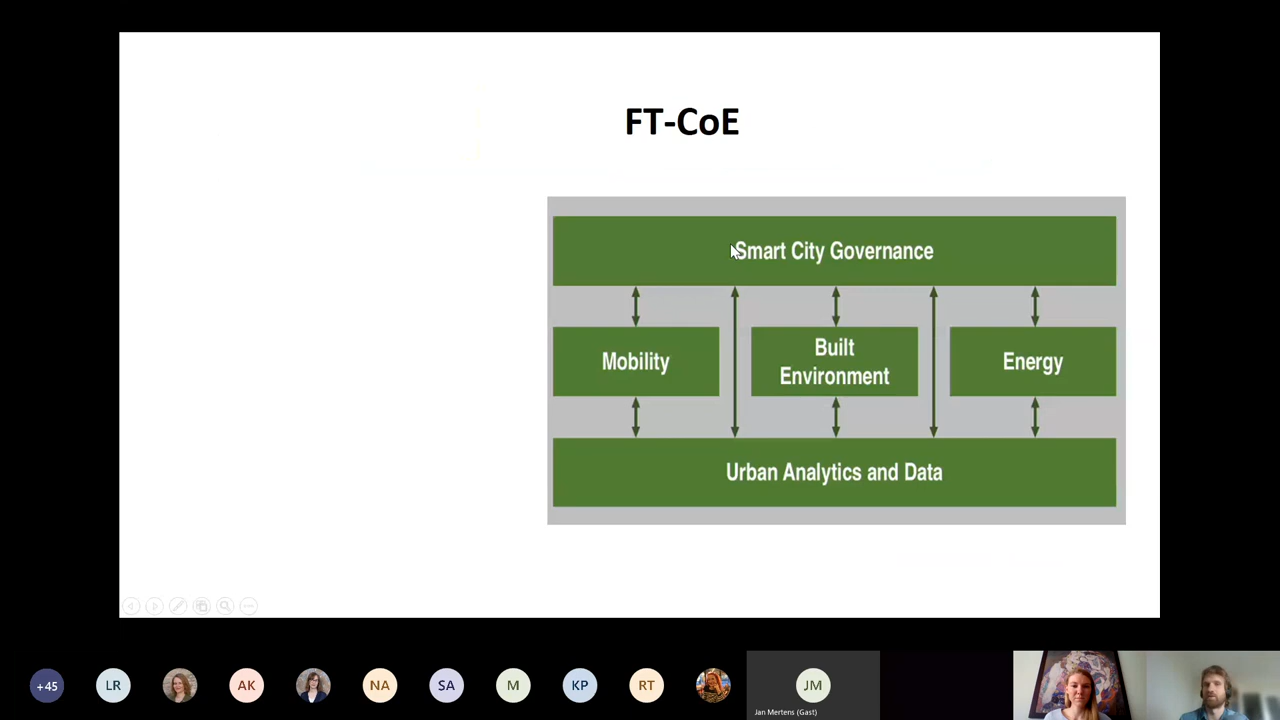 FT-CoE
Smart City Governance
Mobility
Built
Environment
Energy
Urban Analytics and Data
+45
LR
AK
NA
SA
M
KP
RT
JM
Jan Mertens (Gast)